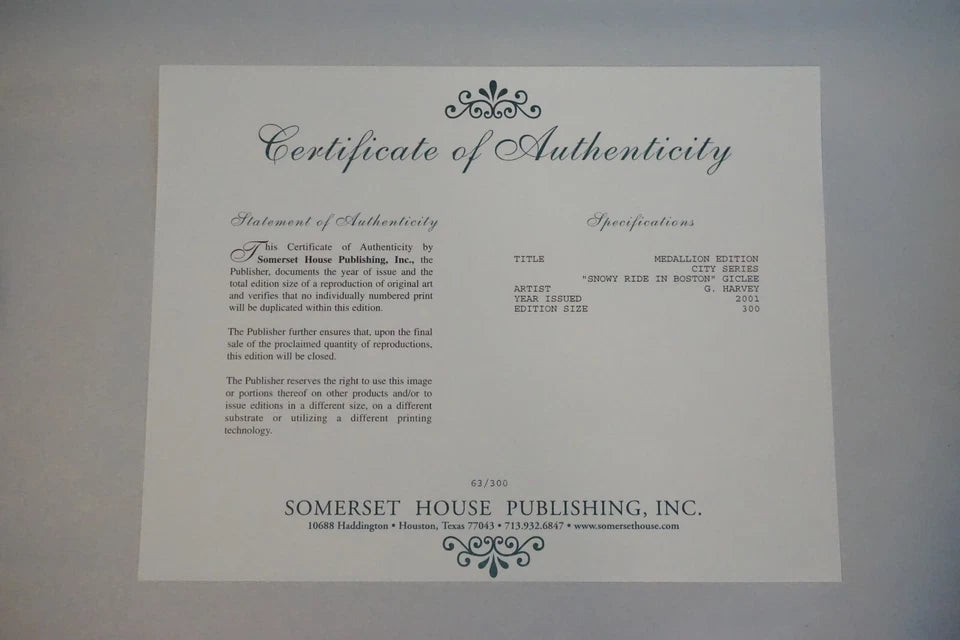 Certificate of Authenticity
Statement of Authenticity
This Certificate of Authenticity by
Somerset House Publishing, Inc., the
Publisher, documents the year of issue and the
total edition size of a reproduction of original art
and verifies that no individually numbered print
will be duplicated within this edition.
The Publisher further ensures that, upon the final
sale of the proclaimed quantity of reproductions,
this edition will be closed.
The Publisher reserves the right to use this image
or portions thereof on other products and/or to
issue editions in a different size, on a different
substrate or utilizing a different printing
technology.
Specifications
TITLE MEDALLION EDITION
CITY SERIES
"SNOWY RIDE IN BOSTON" GICLEE
ARTIST G. HARVEY
YEAR ISSUED 2001
EDITION SIZE 300
63/300
SOMERSET HOUSE PUBLISHING, INC.
10688 Haddington • Houston, Texas 77043 • 713.932.6847 • www.somersethouse.com